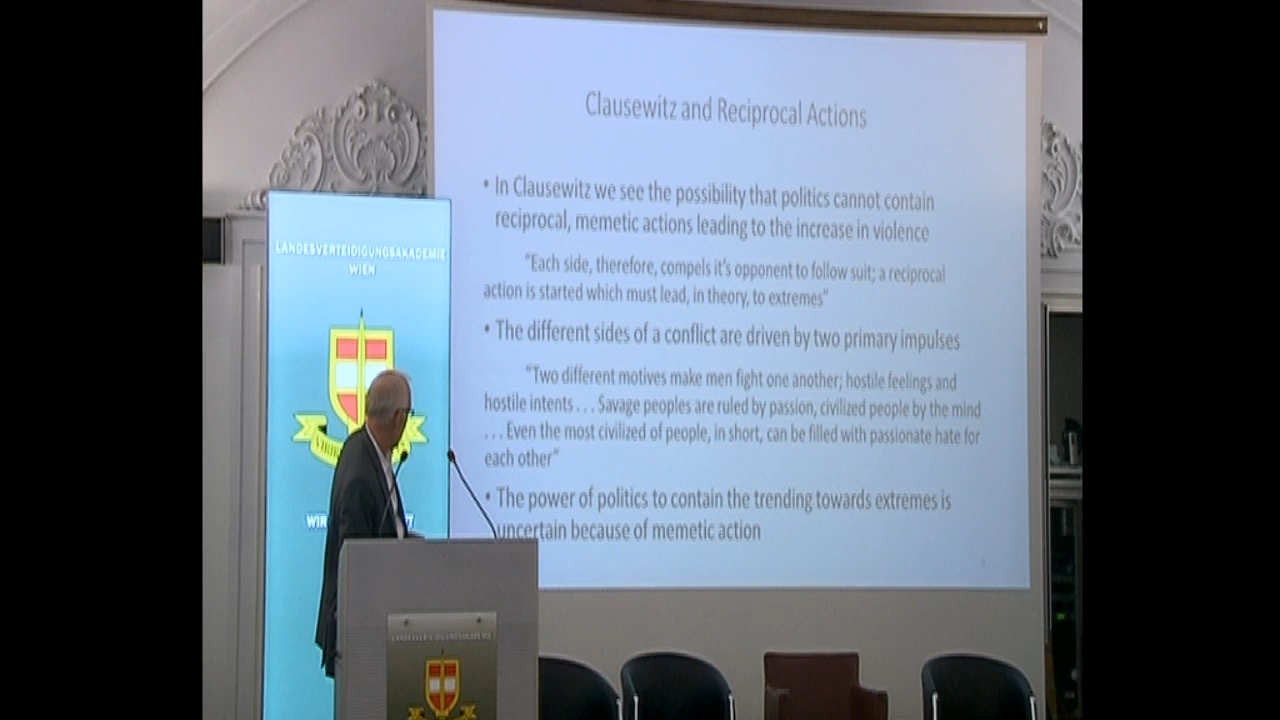 Clausewitz and Reciprocal Actions
• In Clausewitz we see the possibility that politics cannot contain
reciprocal, memetic actions leading to the increase in violence
“Each side, therefore, compels it’s opponent to follow suit; a reciprocal
action is started which must lead, in theory, to extremes”
• The different sides of a conflict are driven by two primary impulses
“Two different motives make men fight one another; hostile feelings and
hostile intents . . . Savage peoples are ruled by passion, civilized people by the mind
. . . Even the most civilized of people, in short, can be filled with passionate hate for
each other”
• The power of politics to contain the trending towards extremes is
uncertain because of memetic action
LANDESVERTEIDIGUNGSAKADEMIE
WIEN
WIR
LANDESVERTEIDIGUNGSAKADEMIE